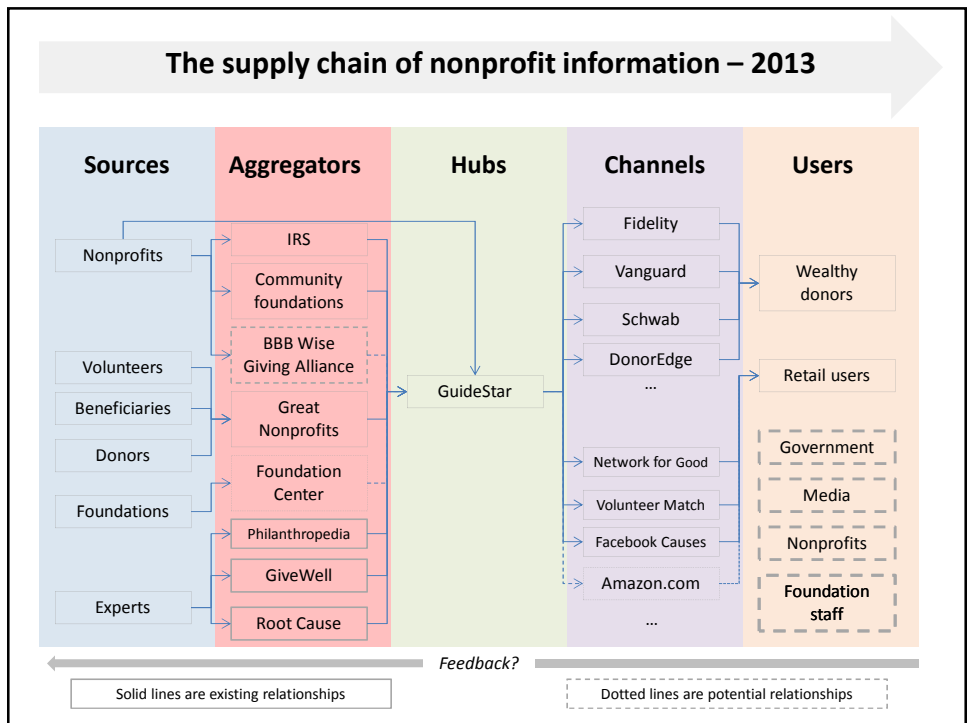 The supply chain of nonprofit information – 2013
Sources
Aggregators
Hubs
Channels
Users
Nonprofits
Volunteers
Beneficiaries
Donors
Foundations
Experts
IRS
Community
foundations
BBB Wise
Giving Alliance
Great
Nonprofits
Foundation
Center
Philanthropedia
GiveWell
Root Cause
GuideStar
Fidelity
Vanguard
Schwab
DonorEdge
...
Network for Good
Volunteer Match
Facebook Causes
Amazon.com
...
Wealthy
donors
Retail users
Government
Media
Nonprofits
Foundation
staff
Feedback?
Solid lines are existing relationships
Dotted lines are potential relationships